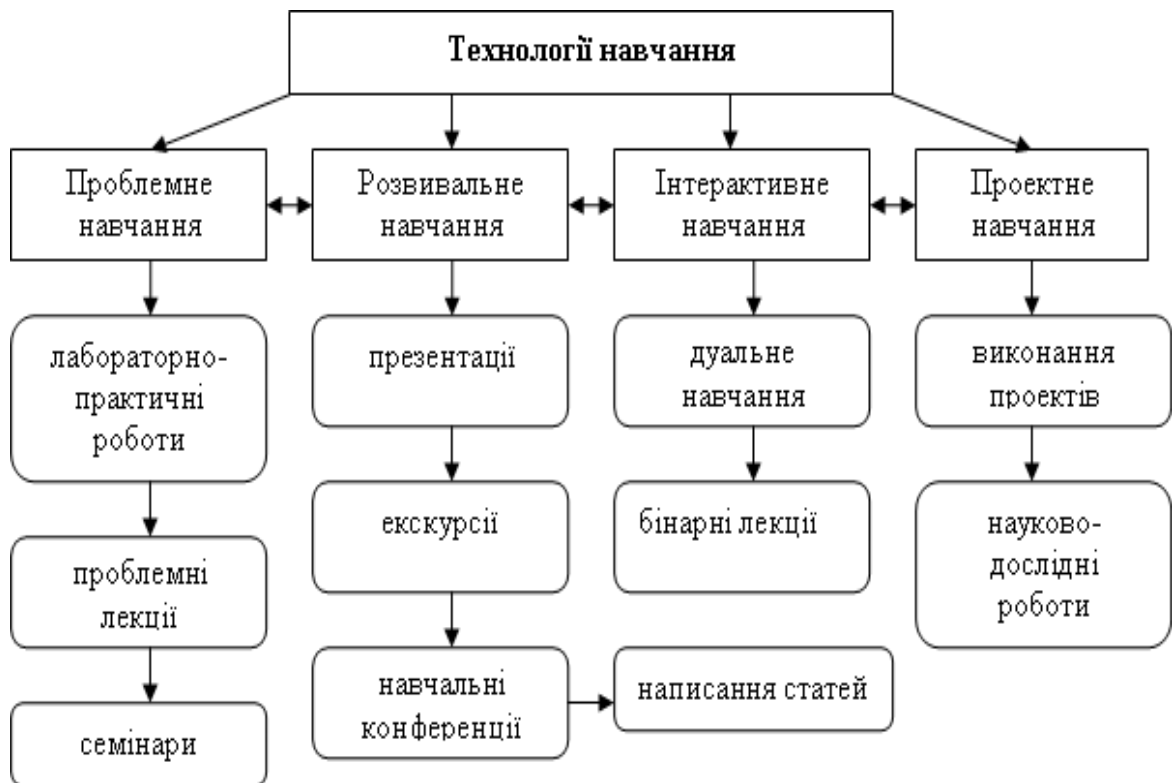 Технології навчання
Проблемне
навчання
Розвивальне
навчання
Інтерактивне
навчання
Проектне
навчання
лабораторно-
практичні
роботи
презентації
дуальне
навчання
виконання
проектів
екскурсії
бінарні лекції
науково-
дослідні
роботи
проблемні
лекції
навчальні
конференції
написання статей
семінари